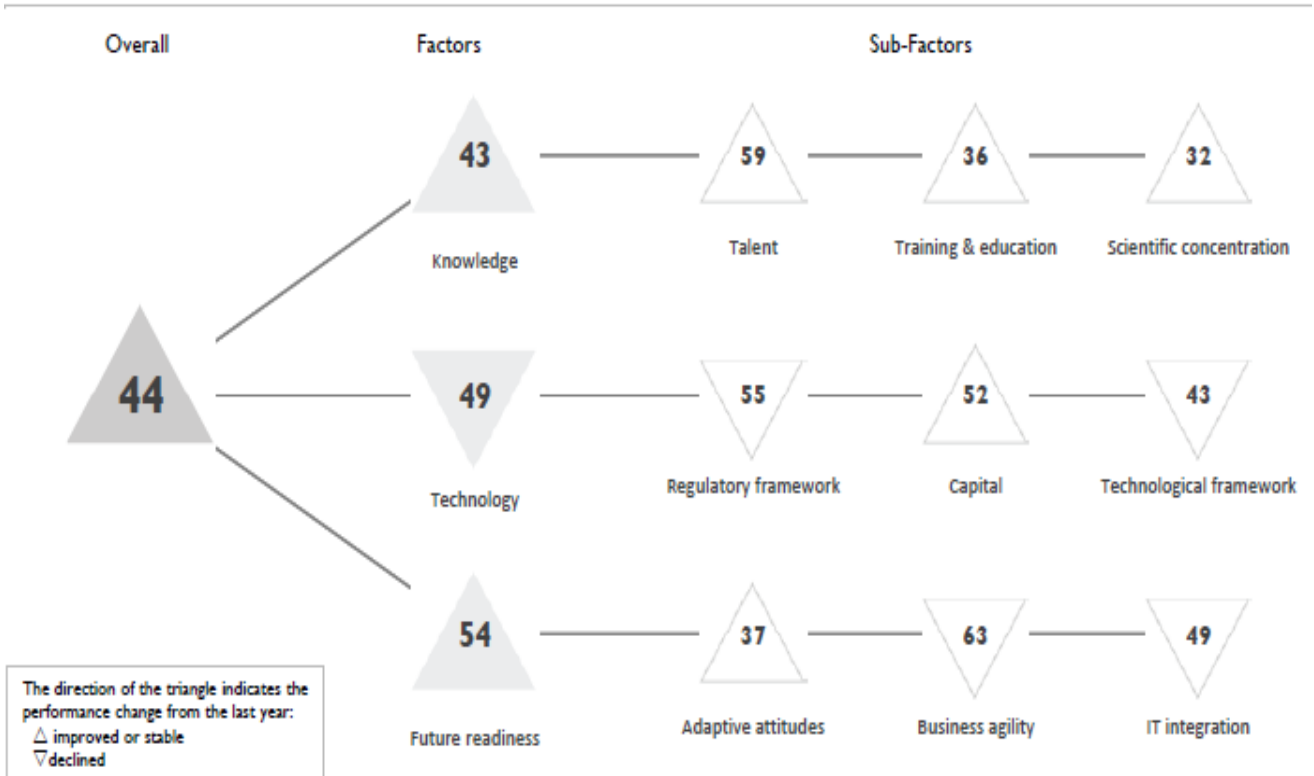 Overall Factors Sub-Factors
43 59 36 32
Knowledge Talent Training & education Scientific concentration
44 49 55 52 43
Technology Regulatory framework Capital Technological framework
54 37 63 49
Future readiness Adaptive attitudes Business agility IT integration
The direction of the triangle indicates the
performance change from the last year:
△ improved or stable
▽ declined